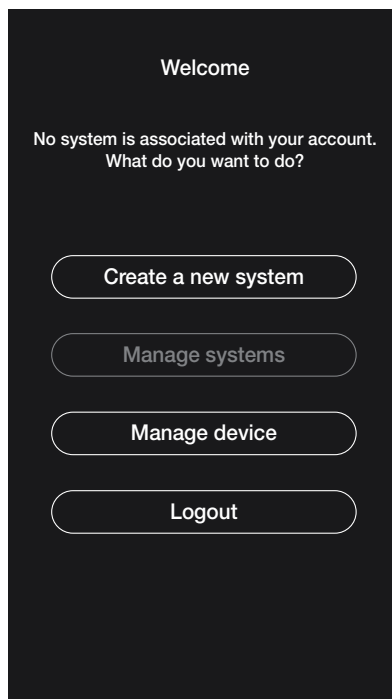 Welcome
No system is associated with your account.
What do you want to do?
Create a new system
Manage systems
Manage device
Logout